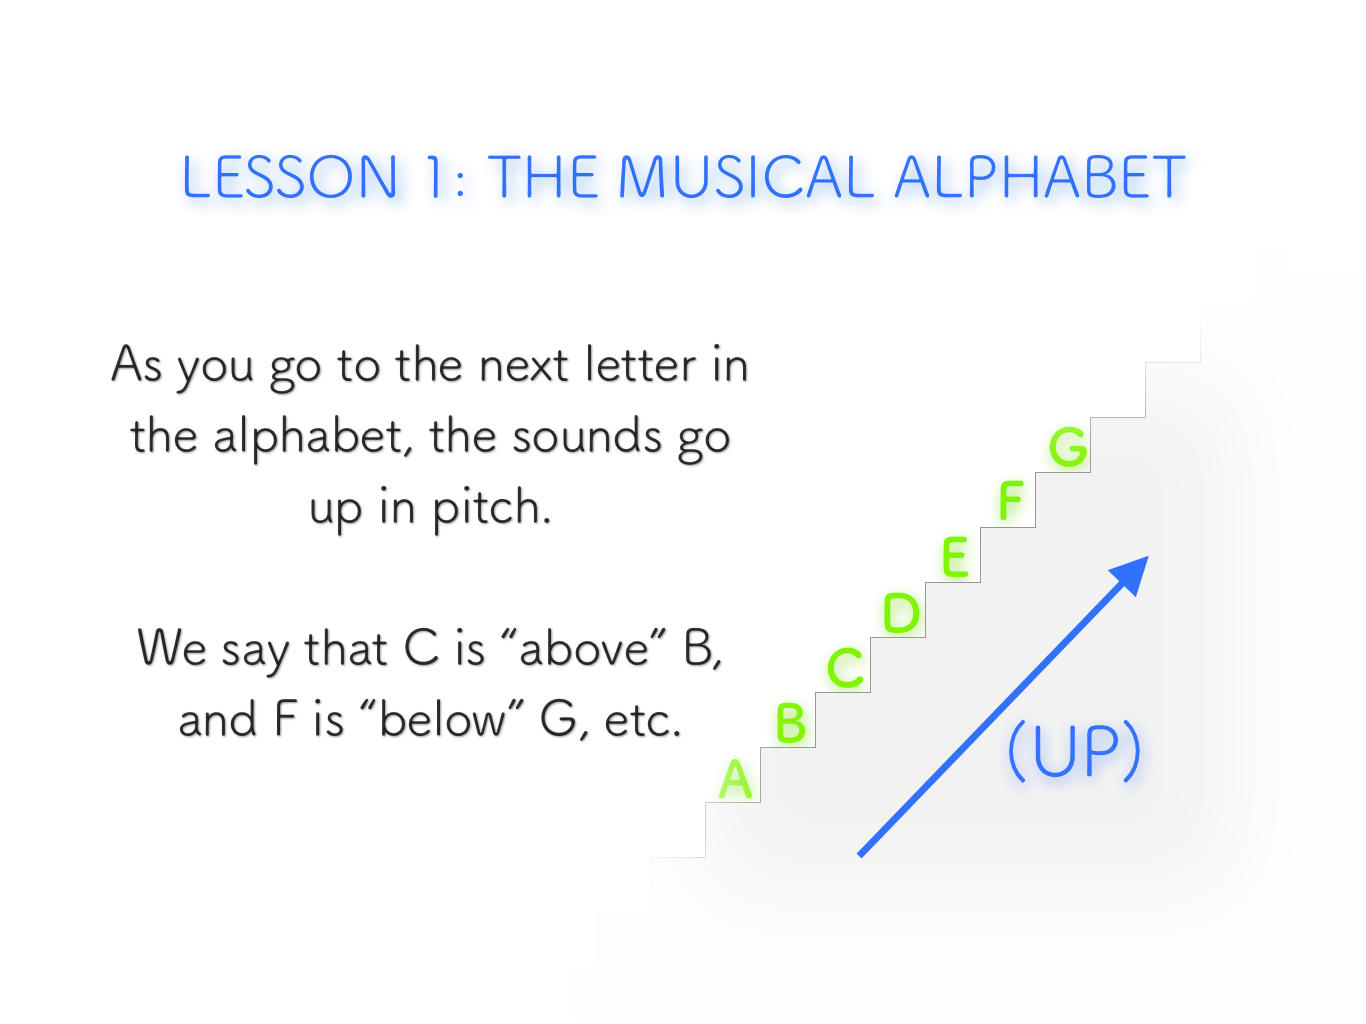 LESSON 1: THE MUSICAL ALPHABET
As you go to the next letter in
the alphabet, the sounds go
up in pitch.
We say that C is “above” B,
and F is “below” G, etc.
G
F
E
D
C
B
A
(UP)